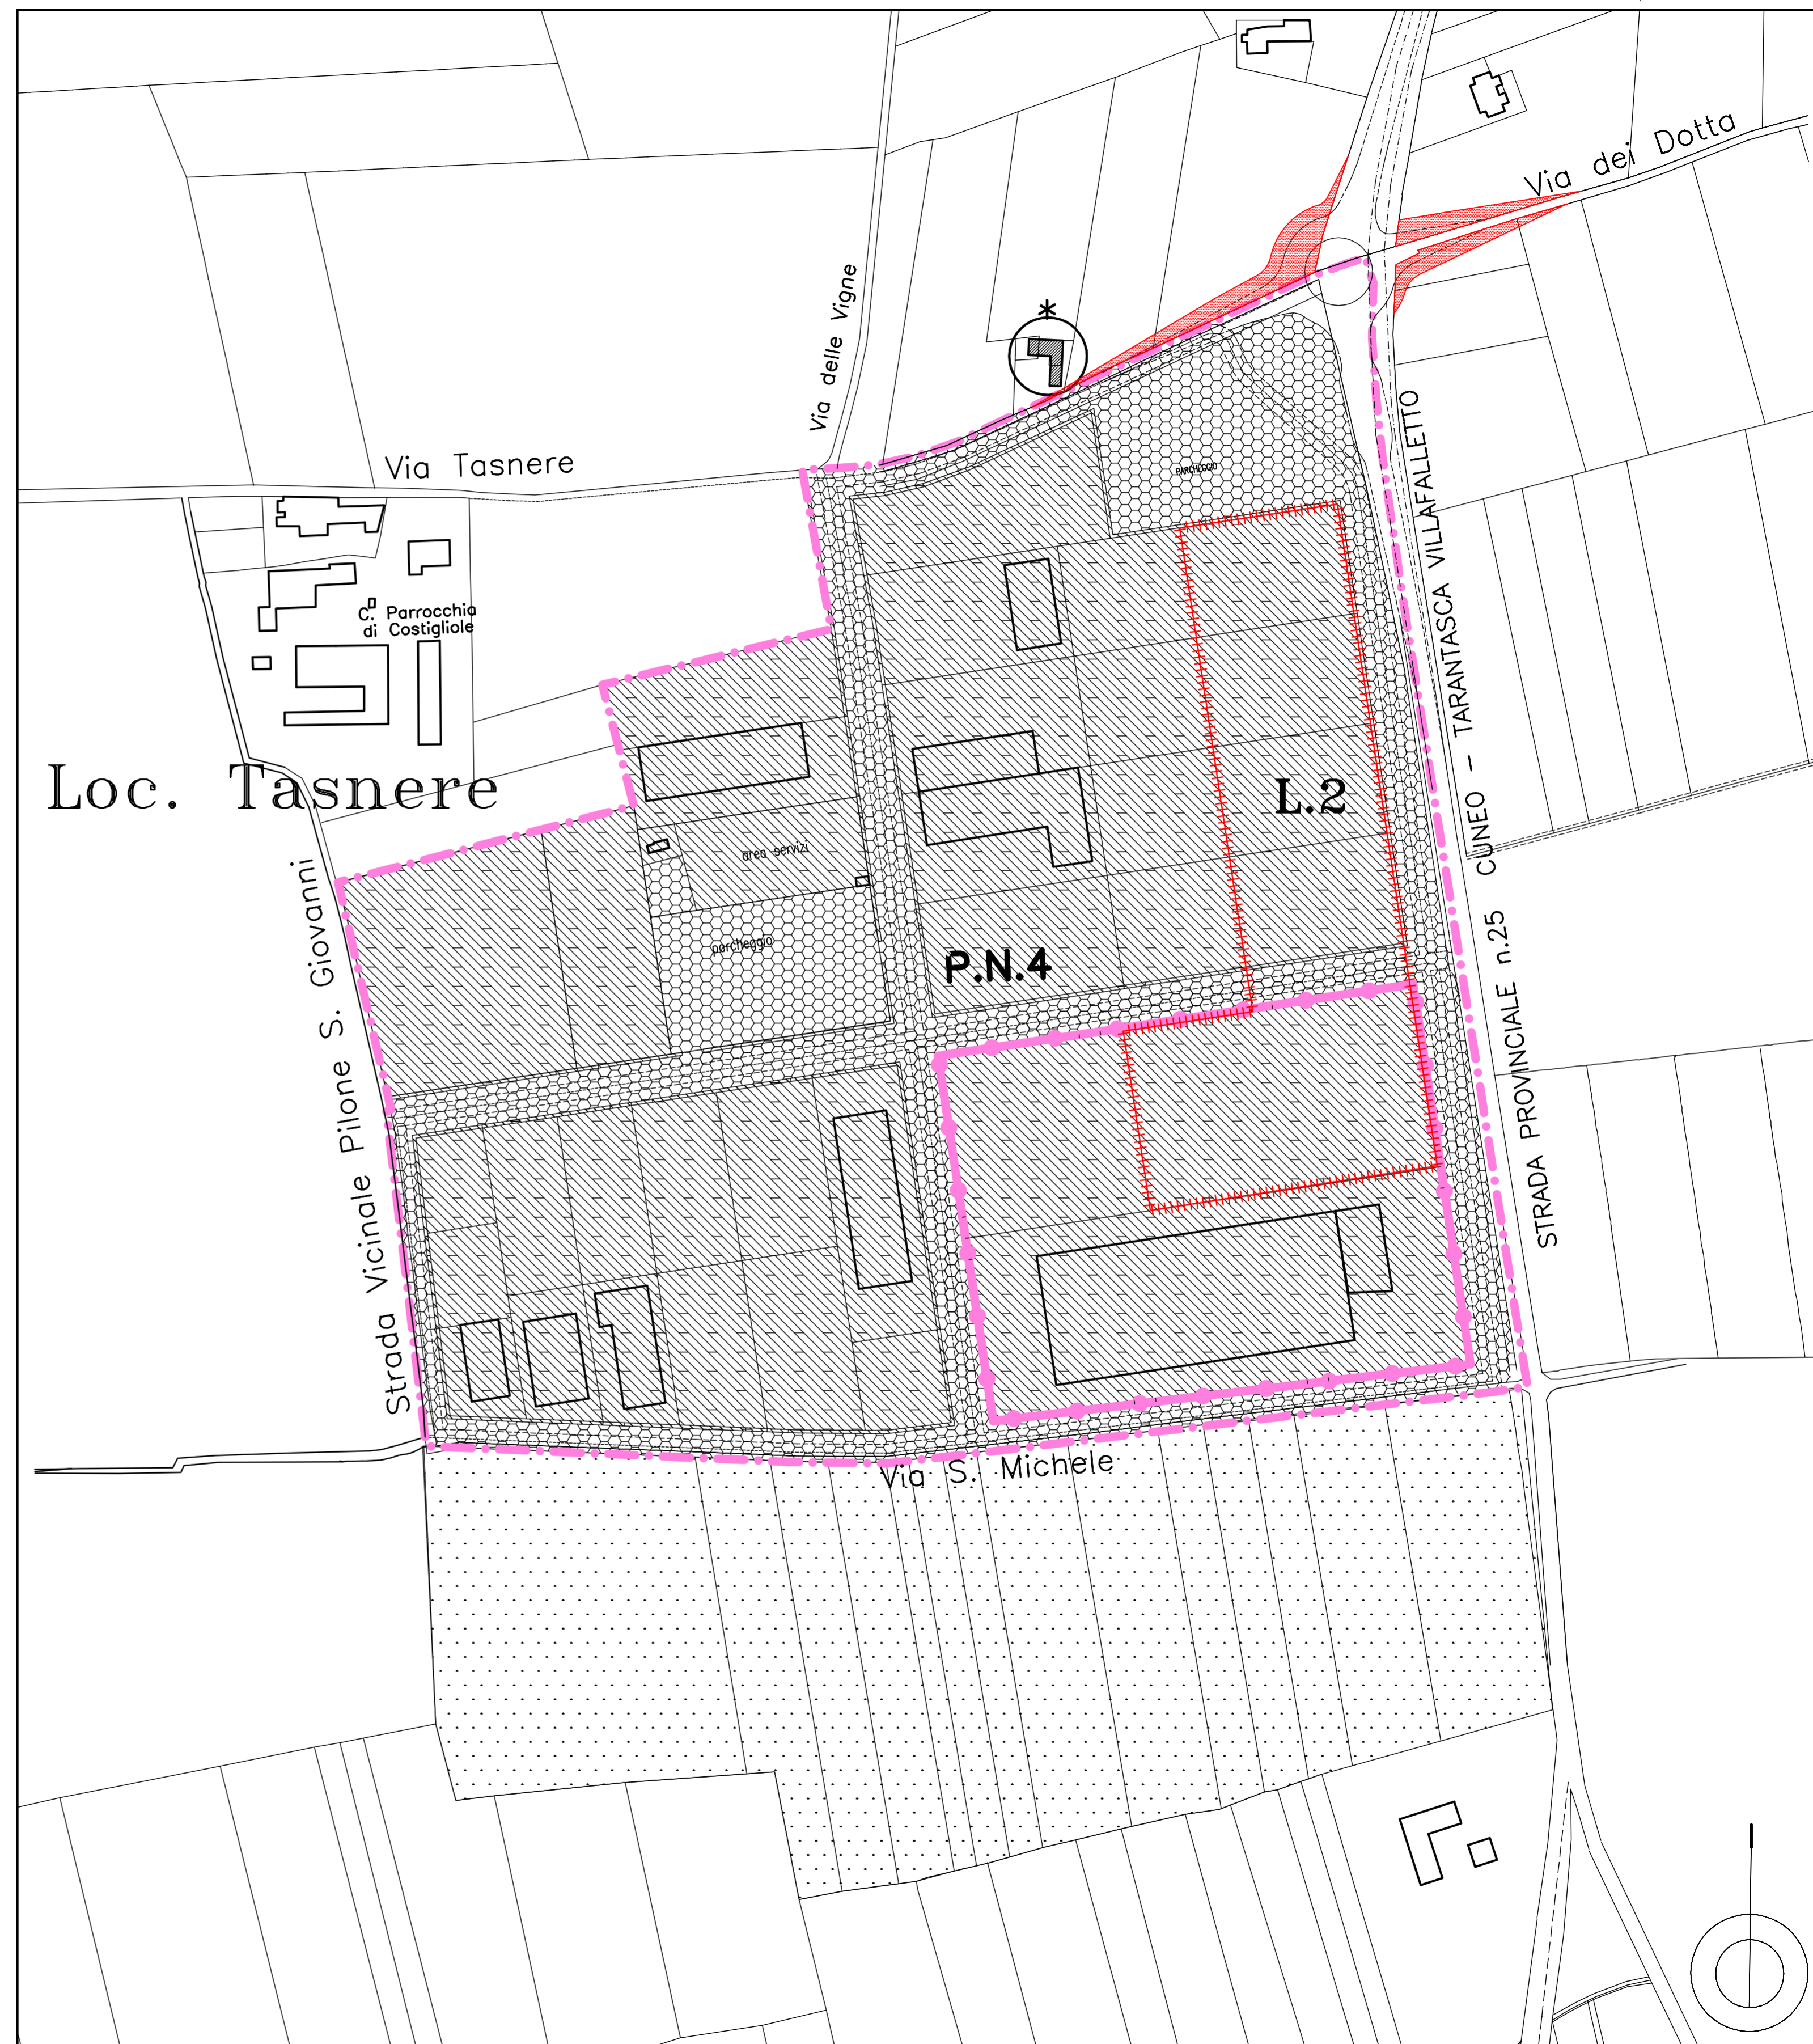 Via dei Dotta
Via delle Vigne
*
Via Tasnere
PARCHEGGIO
C. Parrocchia
di Costigliole
Loc. Tasnere
L.2
area servizi
parcheggio
P.N.4
STRADA PROVINCIALE n.25 CUNEO - TARANTASCA VILLAFALLETTO
Strada Vicinale Pilone S. Giovanni
Via S. Michele